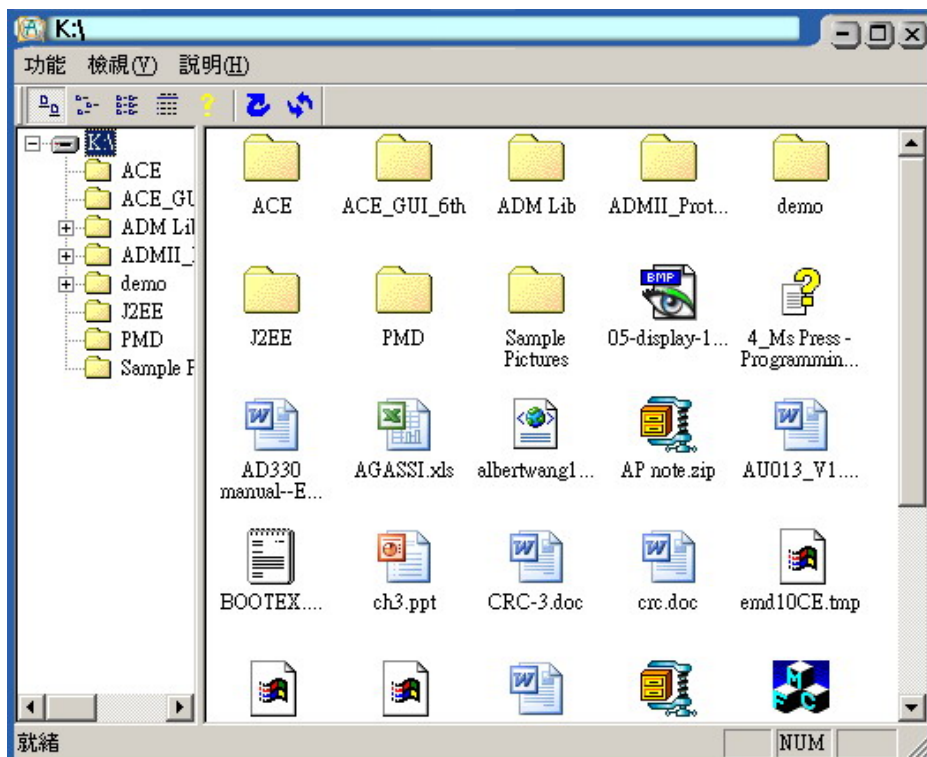 K:\
功能 檢視(V) 說明(H)
K:\
ACE
ACE_GU
ADM Lil
ADMII_
demo
J2EE
PMD
Sample F
ACE ACE_GUI_6th ADM Lib ADMII_Prot... demo
J2EE PMD Sample Pictures 05-display-1... 4_Ms Press - Programmin...
AD330 manual--E... AGASSI.xls albertwang1... AP note.zip AU013_V1....
BOOTEX.... ch3.ppt CRC-3.doc crc.doc emd10CE.tmp
就緒 NUM